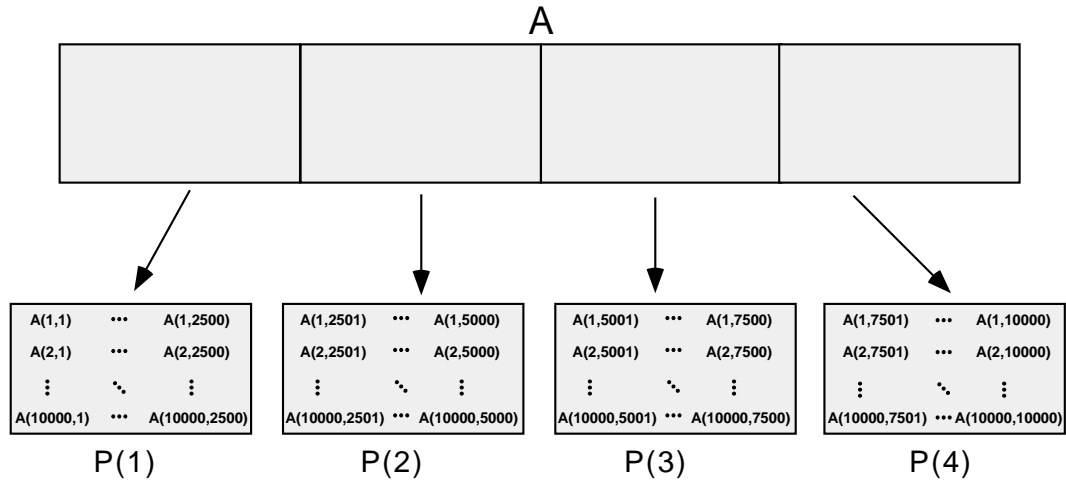 A
A(1,1) ••• A(1,2500)
A(2,1) ••• A(2,2500)
A(10000,1) ••• A(10000,2500)
P(1)
A(1,2501) ••• A(1,5000)
A(2,2501) ••• A(2,5000)
A(10000,2501) ••• A(10000,5000)
P(2)
A(1,5001) ••• A(1,7500)
A(2,5001) ••• A(2,7500)
A(10000,5001) ••• A(10000,7500)
P(3)
A(1,7501) ••• A(1,10000)
A(2,7501) ••• A(2,10000)
A(10000,7501) ••• A(10000,10000)
P(4)